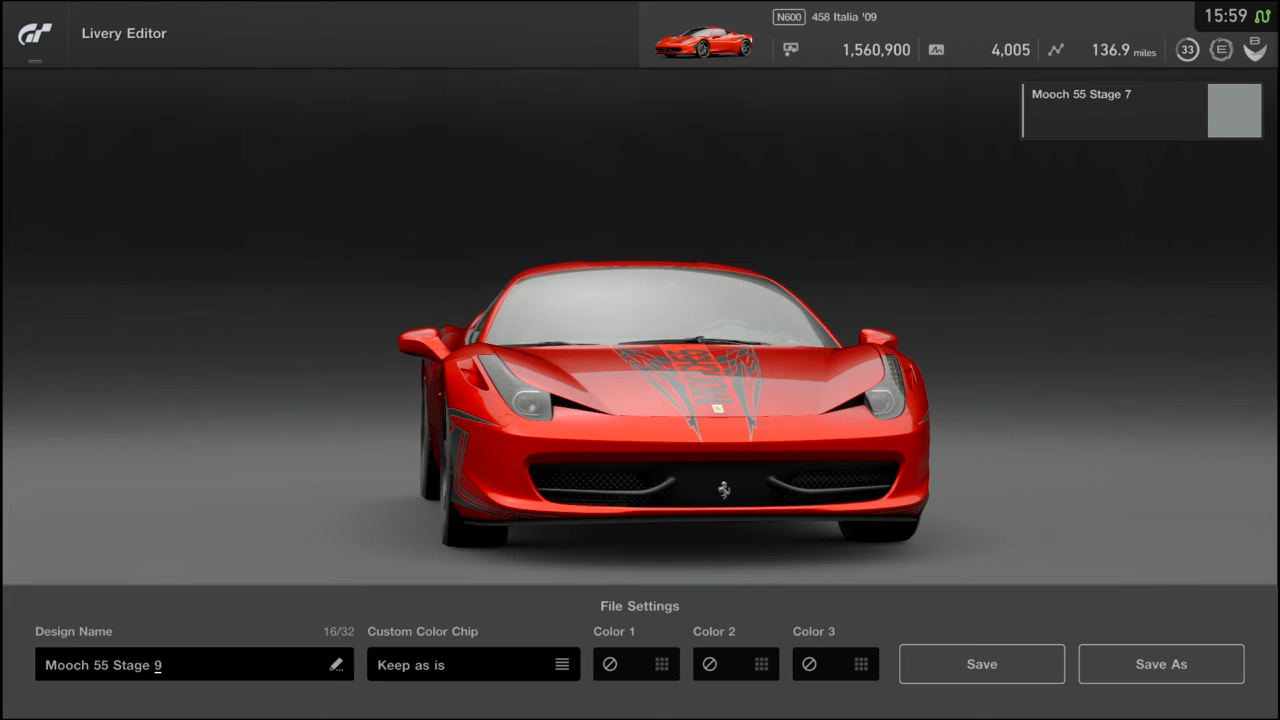 Livery Editor
N600 458 Italia '09
15:59
1,560,900
4,005
136.9 miles
33
E
B
Mooch 55 Stage 7
MOOCH55
File Settings
Design Name 16/32
Custom Color Chip
Color 1
Color 2
Color 3
Mooch 55 Stage 9
Keep as is
Save
Save As